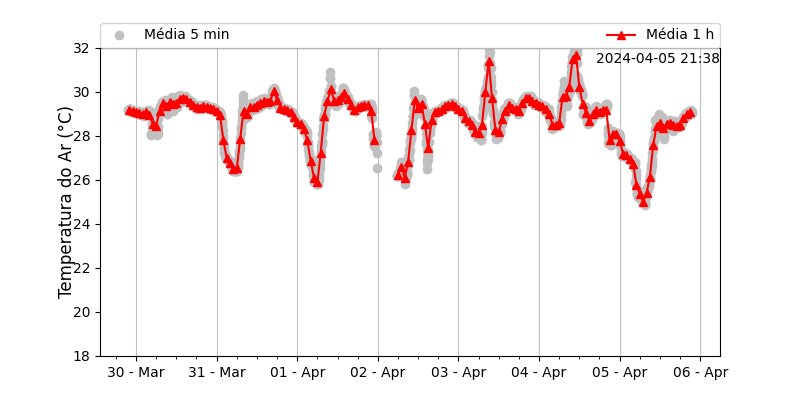 Média 5 min
Média 1 h
2024-04-05 21:38
Temperatura do Ar (°C)
32
30
28
26
24
22
20
18
30 - Mar
31 - Mar
01 - Apr
02 - Apr
03 - Apr
04 - Apr
05 - Apr
06 - Apr